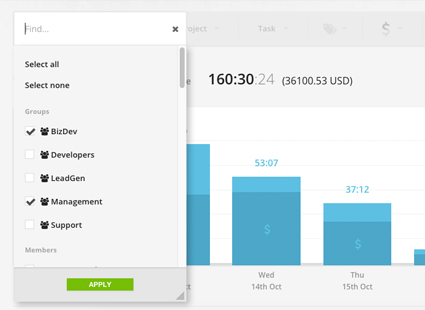 Find...
roject
Task
$
Select all
Select none
e 160:30:24 (36100.53 USD)
Groups
BizDev
Developers
LeadGen
Management
Support
Members
APPLY
53:07
37:12
$
$
Wed
14th Oct
Thu
15th Oct